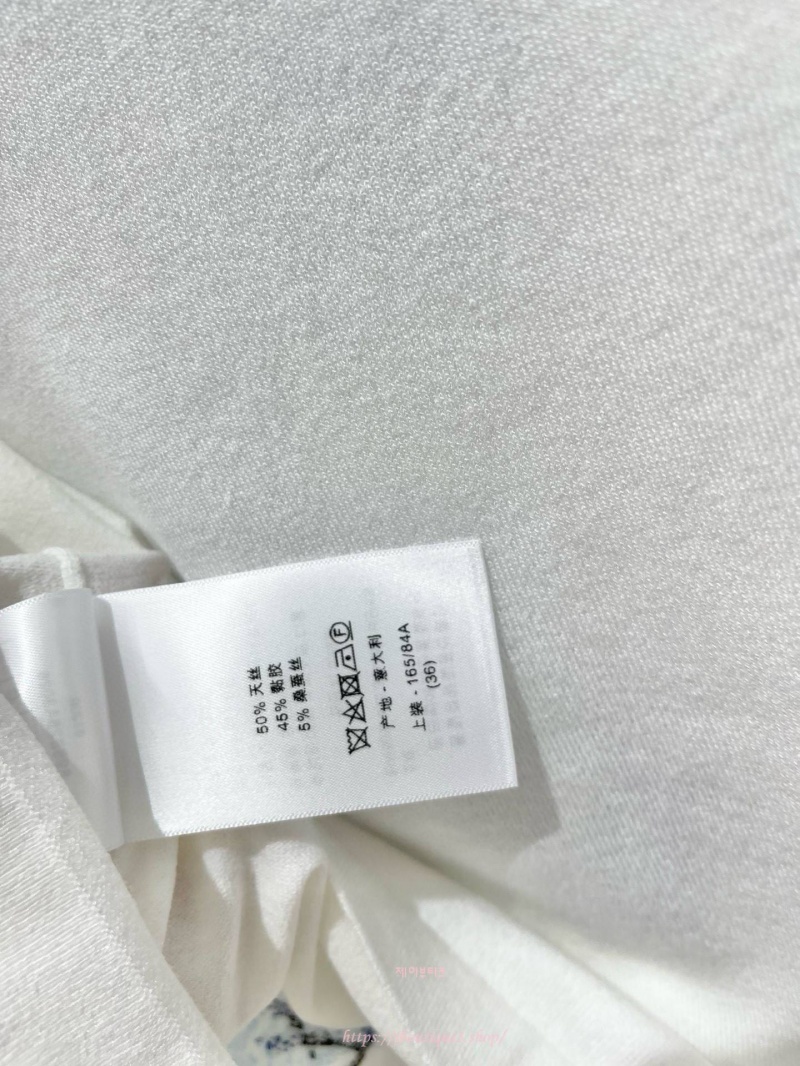 50% 天丝
45% 黏胶
5% 桑蚕丝
F
产地 - 意大利
上装 - 165/84A
(36)